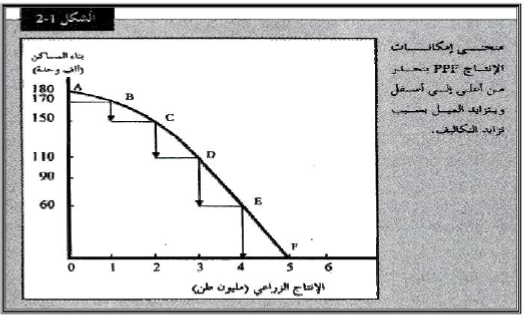 الشكل 1-2
منحنى إمكانات
الإنتاج PPF ينحدر
من أعلى إلى أسفل
ويتزايد الميل بسبب
تزايد التكاليف.
بناء المساكن
(ألف وحدة)
180
170
150
110
90
60
A
B
C
D
E
F
0 1 2 3 4 5 6
الإنتاج الزراعي (مليون طن)